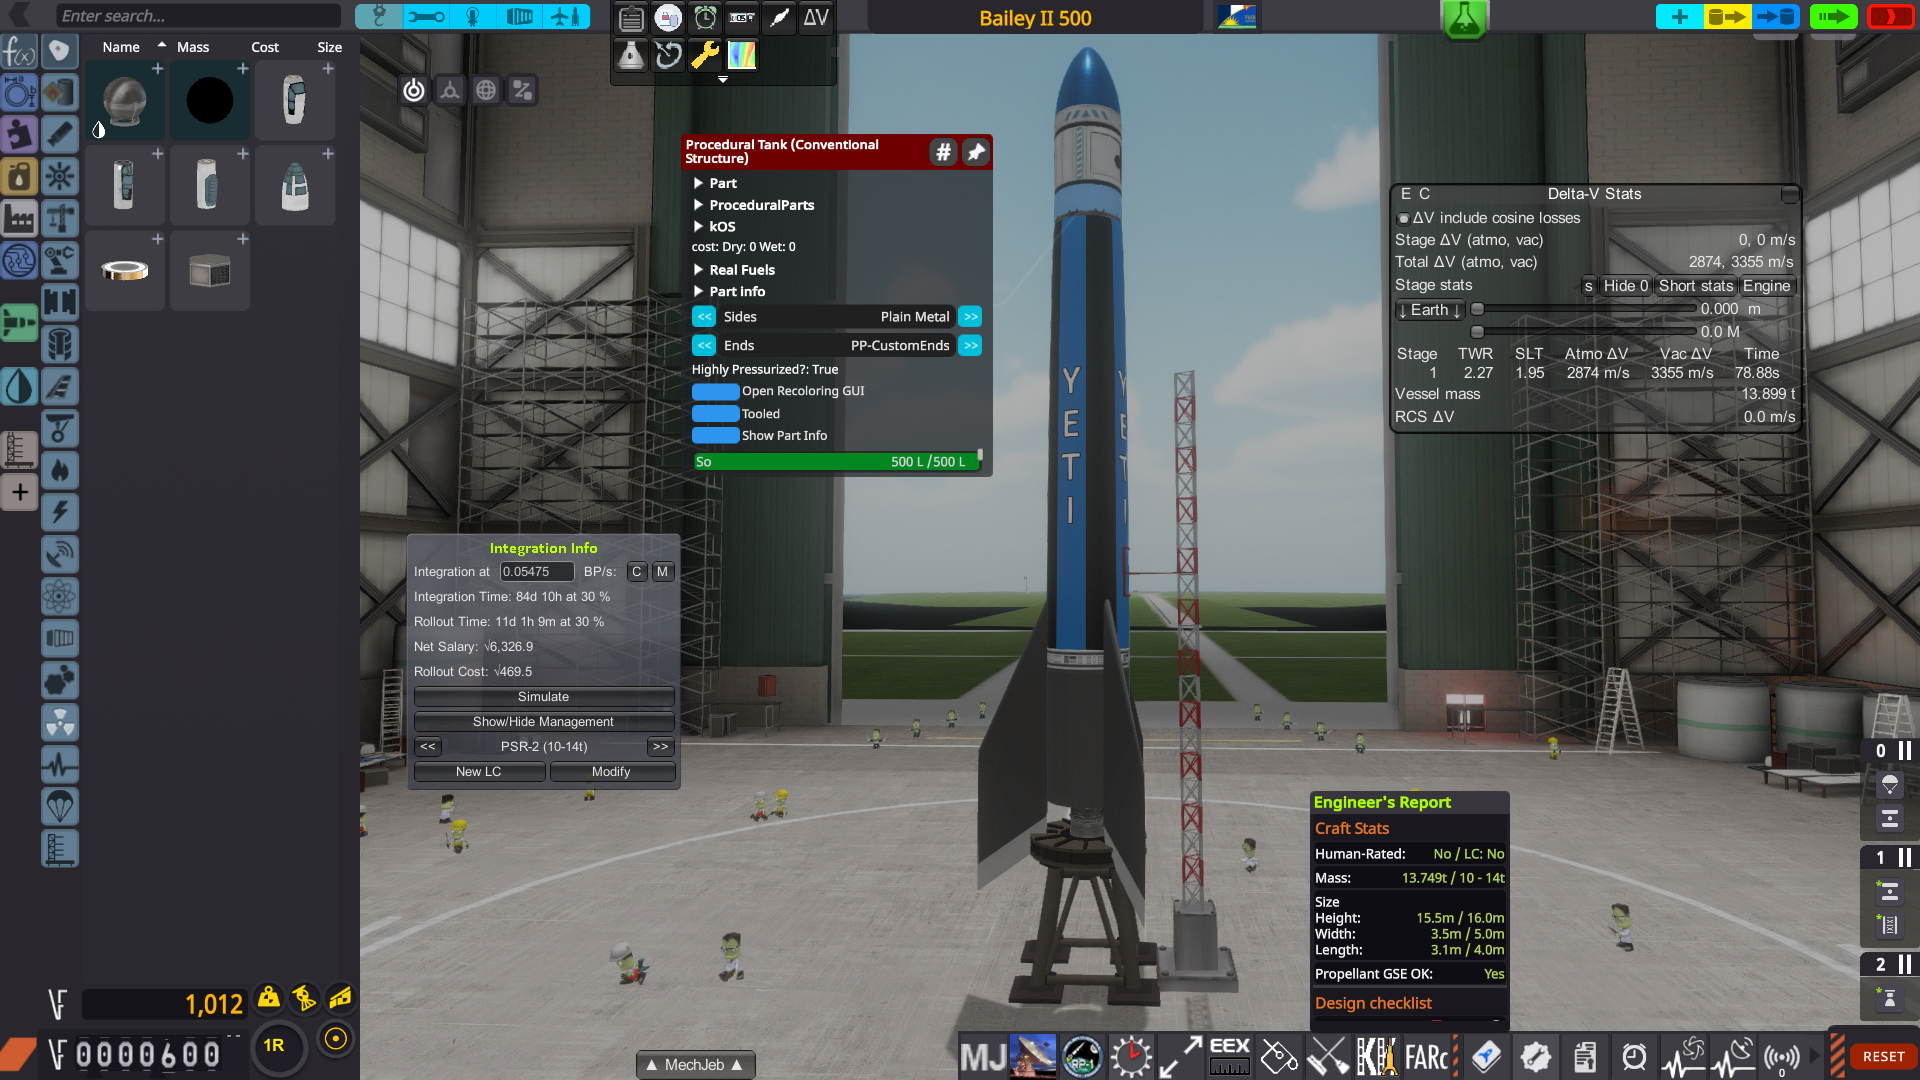 Enter search...
Bailey II 500
kOS
ΔV
f(x)
Name Mass Cost Size
Procedural Tank (Conventional Structure)
#
Part
ProceduralParts
kOS
cost: Dry: 0 Wet: 0
Real Fuels
Part info
<< Sides Plain Metal >>
<< Ends PP-CustomEnds >>
Highly Pressurized?: True
Open Recoloring GUI
Tooled
Show Part Info
So 500 L /500 L
E C Delta-V Stats
ΔV include cosine losses
Stage ΔV (atmo, vac) 0, 0 m/s
Total ΔV (atmo, vac) 2874, 3355 m/s
Stage stats s Hide 0 Short stats Engine
↓ Earth ↓ 0.000 m
0.0 M
Stage TWR SLT Atmo ΔV Vac ΔV Time
1 2.27 1.95 2874 m/s 3355 m/s 78.88s
Vessel mass 13.899 t
RCS ΔV 0.0 m/s
YETI
YETI
Integration Info
Integration at 0.05475 BP/s: C M
Integration Time: 84d 10h at 30 %
Rollout Time: 11d 1h 9m at 30 %
Net Salary: √6,326.9
Rollout Cost: √469.5
Simulate
Show/Hide Management
<< PSR-2 (10-14t) >>
New LC Modify
Engineer's Report
Craft Stats
Human-Rated: No / LC: No
Mass: 13.749t / 10 - 14t
Size
Height: 15.5m / 16.0m
Width: 3.5m / 5.0m
Length: 3.1m / 4.0m
Propellant GSE OK: Yes
Design checklist
0
1
2
1,012
0000600
1R
▲ MechJeb ▲
MJ
RP-1
EEX
FARc
0
RESET